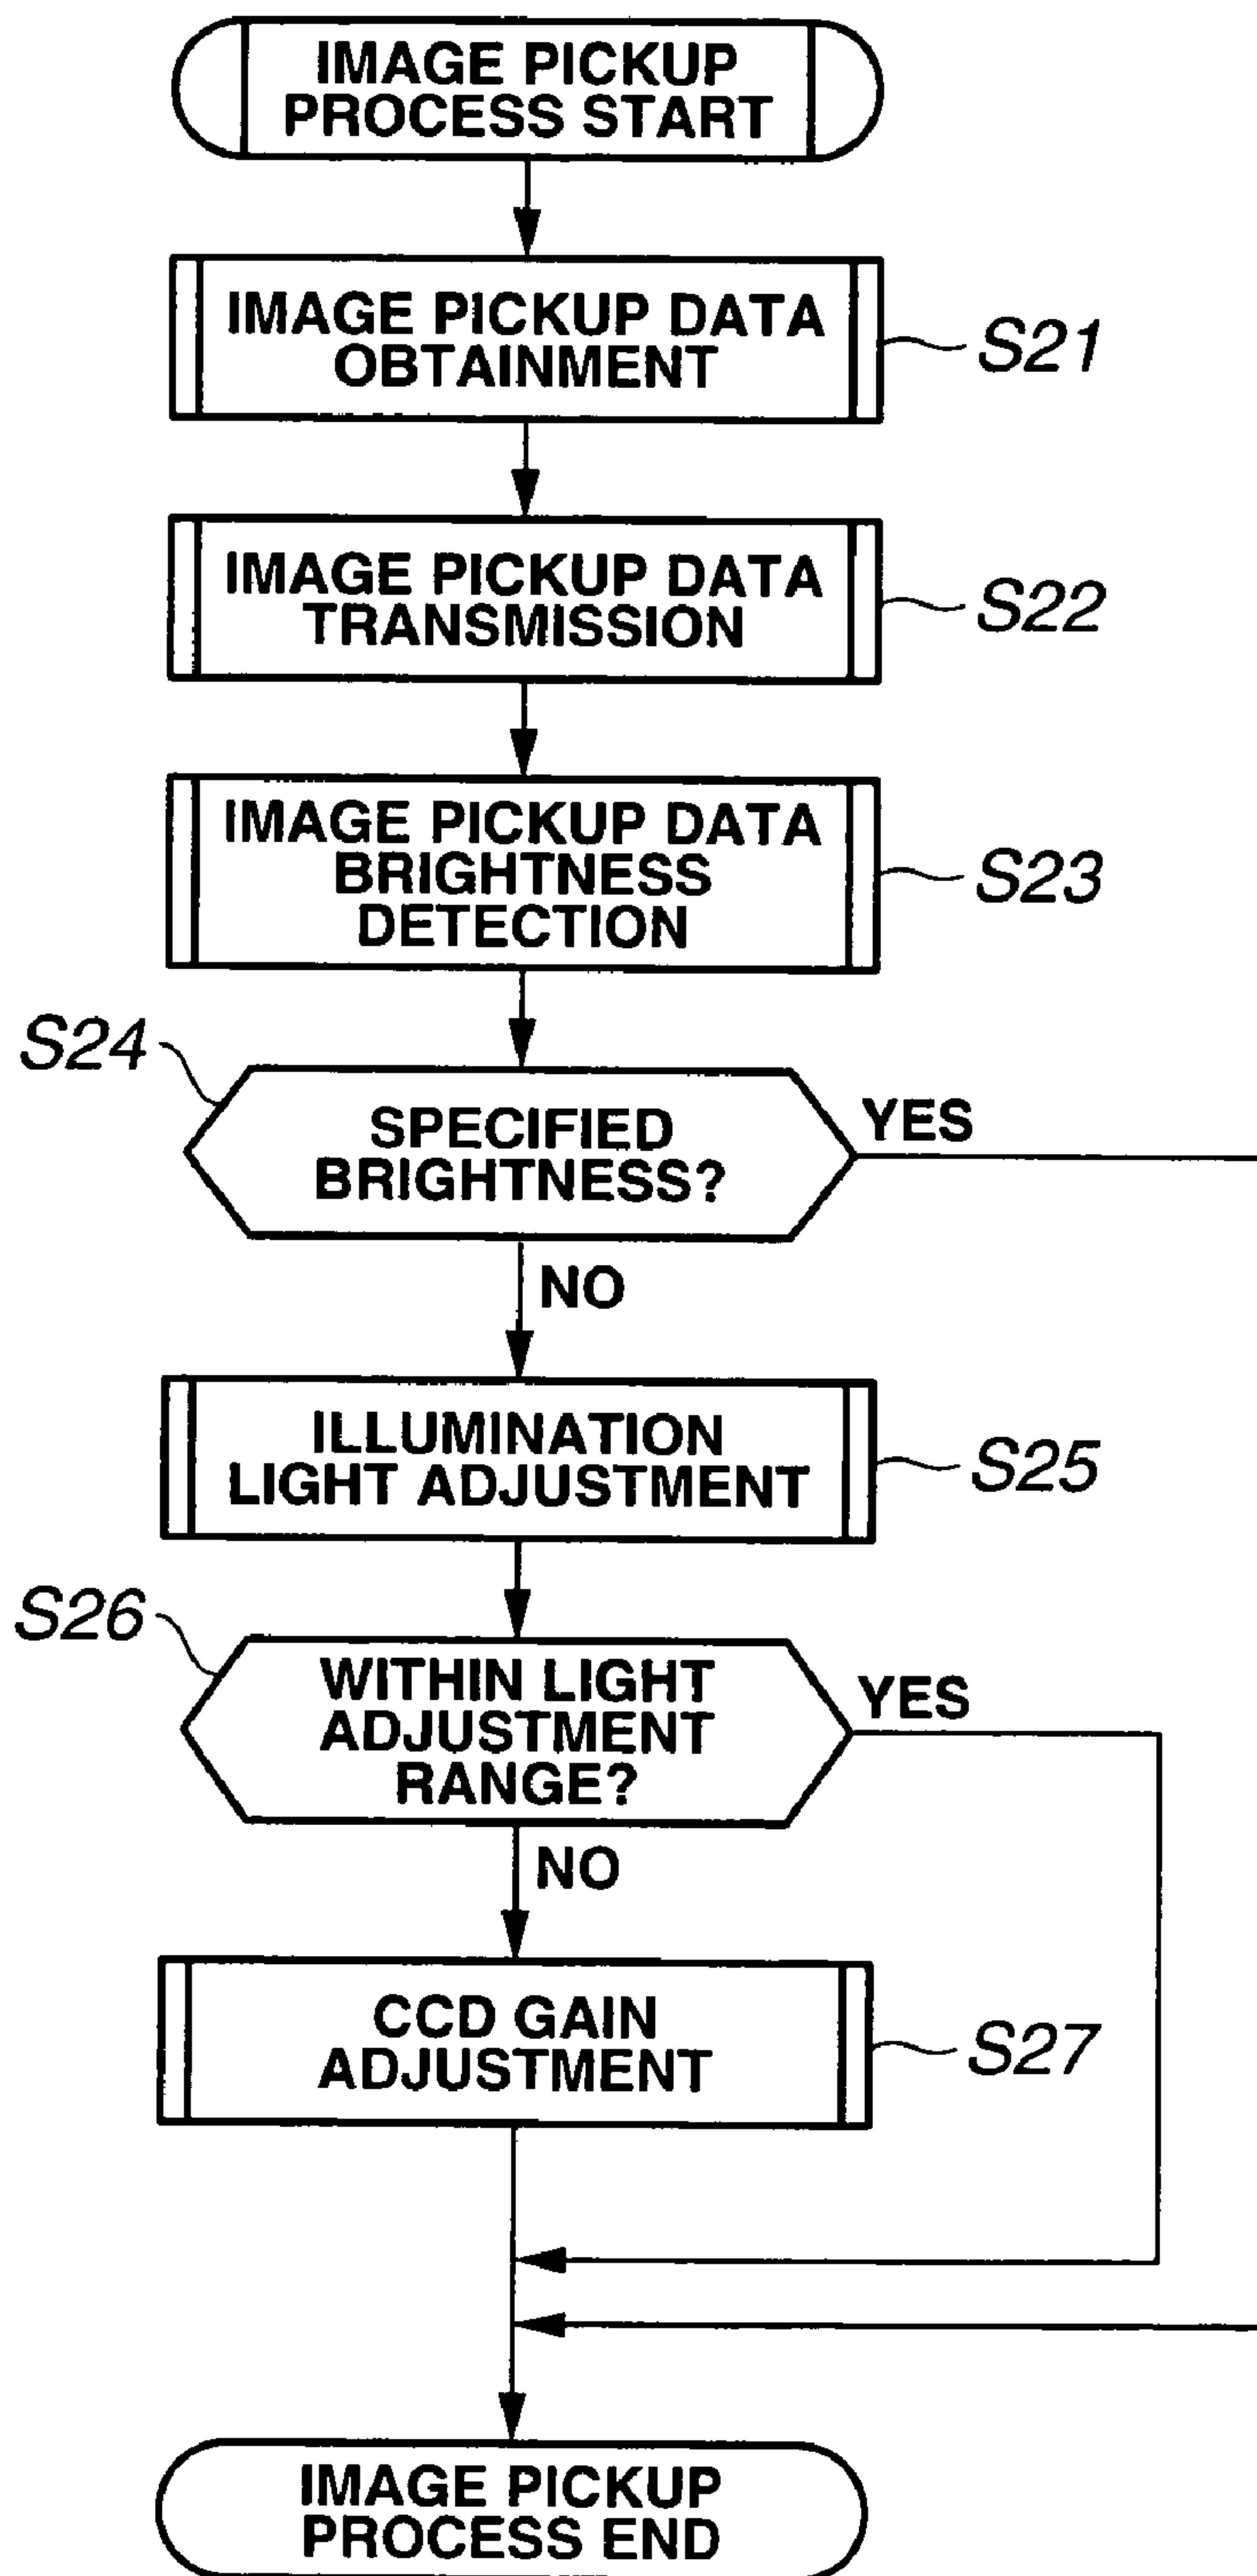 IMAGE PICKUP
PROCESS START
IMAGE PICKUP DATA
OBTAINMENT
S21
IMAGE PICKUP DATA
TRANSMISSION
S22
IMAGE PICKUP DATA
BRIGHTNESS
DETECTION
S23
S24
SPECIFIED
BRIGHTNESS?
YES
NO
ILLUMINATION
LIGHT ADJUSTMENT
S25
S26
WITHIN LIGHT
ADJUSTMENT
RANGE?
YES
NO
CCD GAIN
ADJUSTMENT
S27
IMAGE PICKUP
PROCESS END